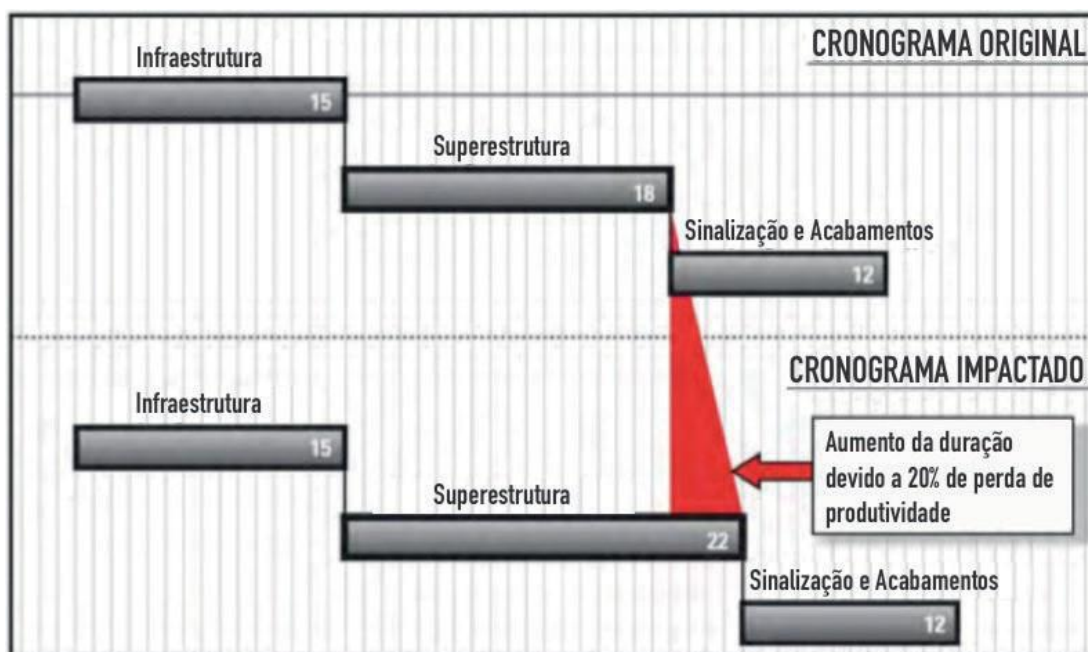 CRONOGRAMA ORIGINAL
Infraestrutura
15
Superestrutura
18
Sinalização e Acabamentos
12
CRONOGRAMA IMPACTADO
Infraestrutura
15
Aumento da duração
devido a 20% de perda de
produtividade
Superestrutura
22
Sinalização e Acabamentos
12